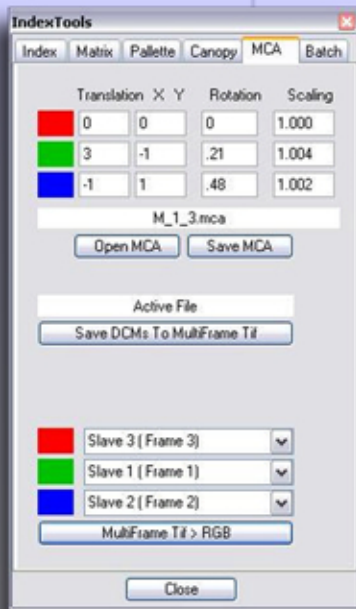 IndexTools
Index Matrix Pallette Canopy MCA Batch
Translation X Y Rotation Scaling
0 0 0 1.000
3 -1 .21 1.004
-1 1 .48 1.002
M_1_3.mca
Open MCA Save MCA
Active File
Save DCMs To MultiFrame Tif
Slave 3 ( Frame 3)
Slave 1 ( Frame 1)
Slave 2 ( Frame 2)
MultiFrame Tif > RGB
Close